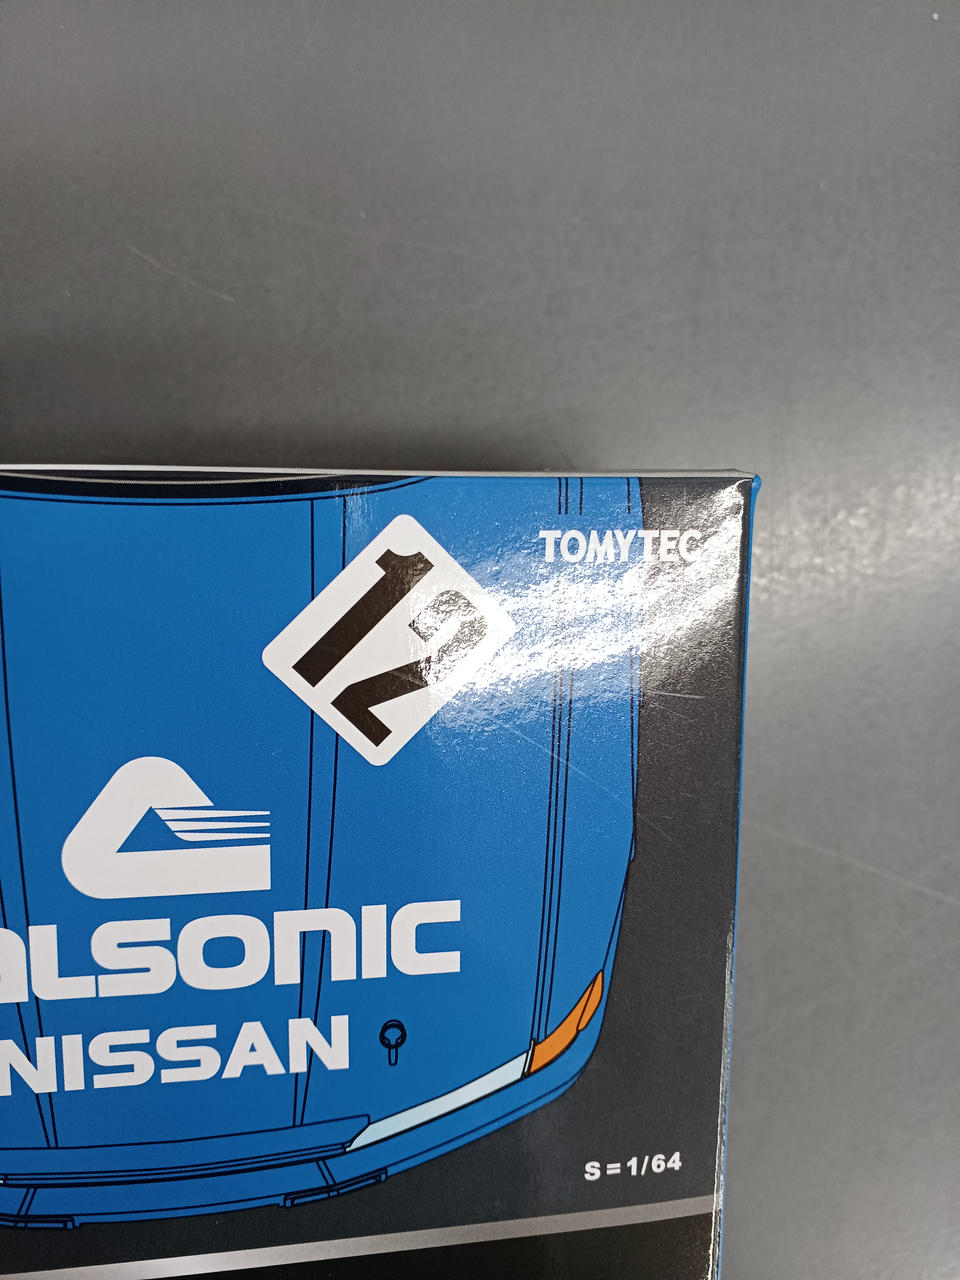 TOMYTEC
12
ALSONIC
NISSAN
S=1/64